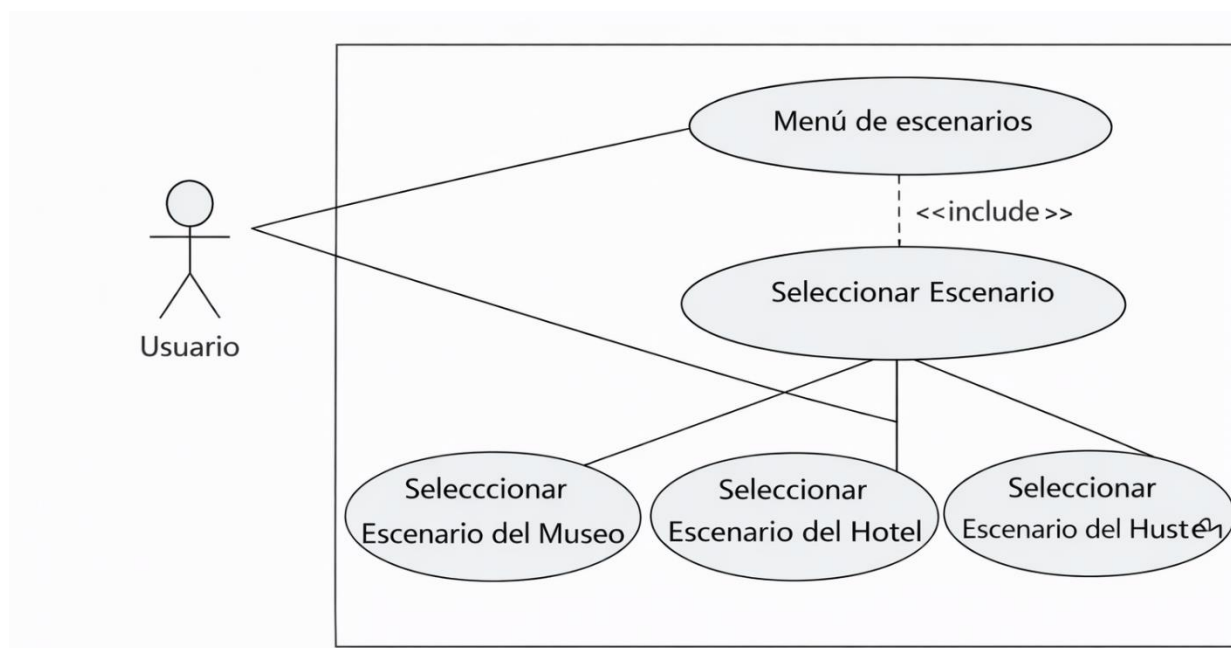 Menú de escenarios
<<include>>
Seleccionar Escenario
Usuario
Selecccionar
Escenario del Museo
Seleccionar
Escenario del Hotel
Seleccionar
Escenario del